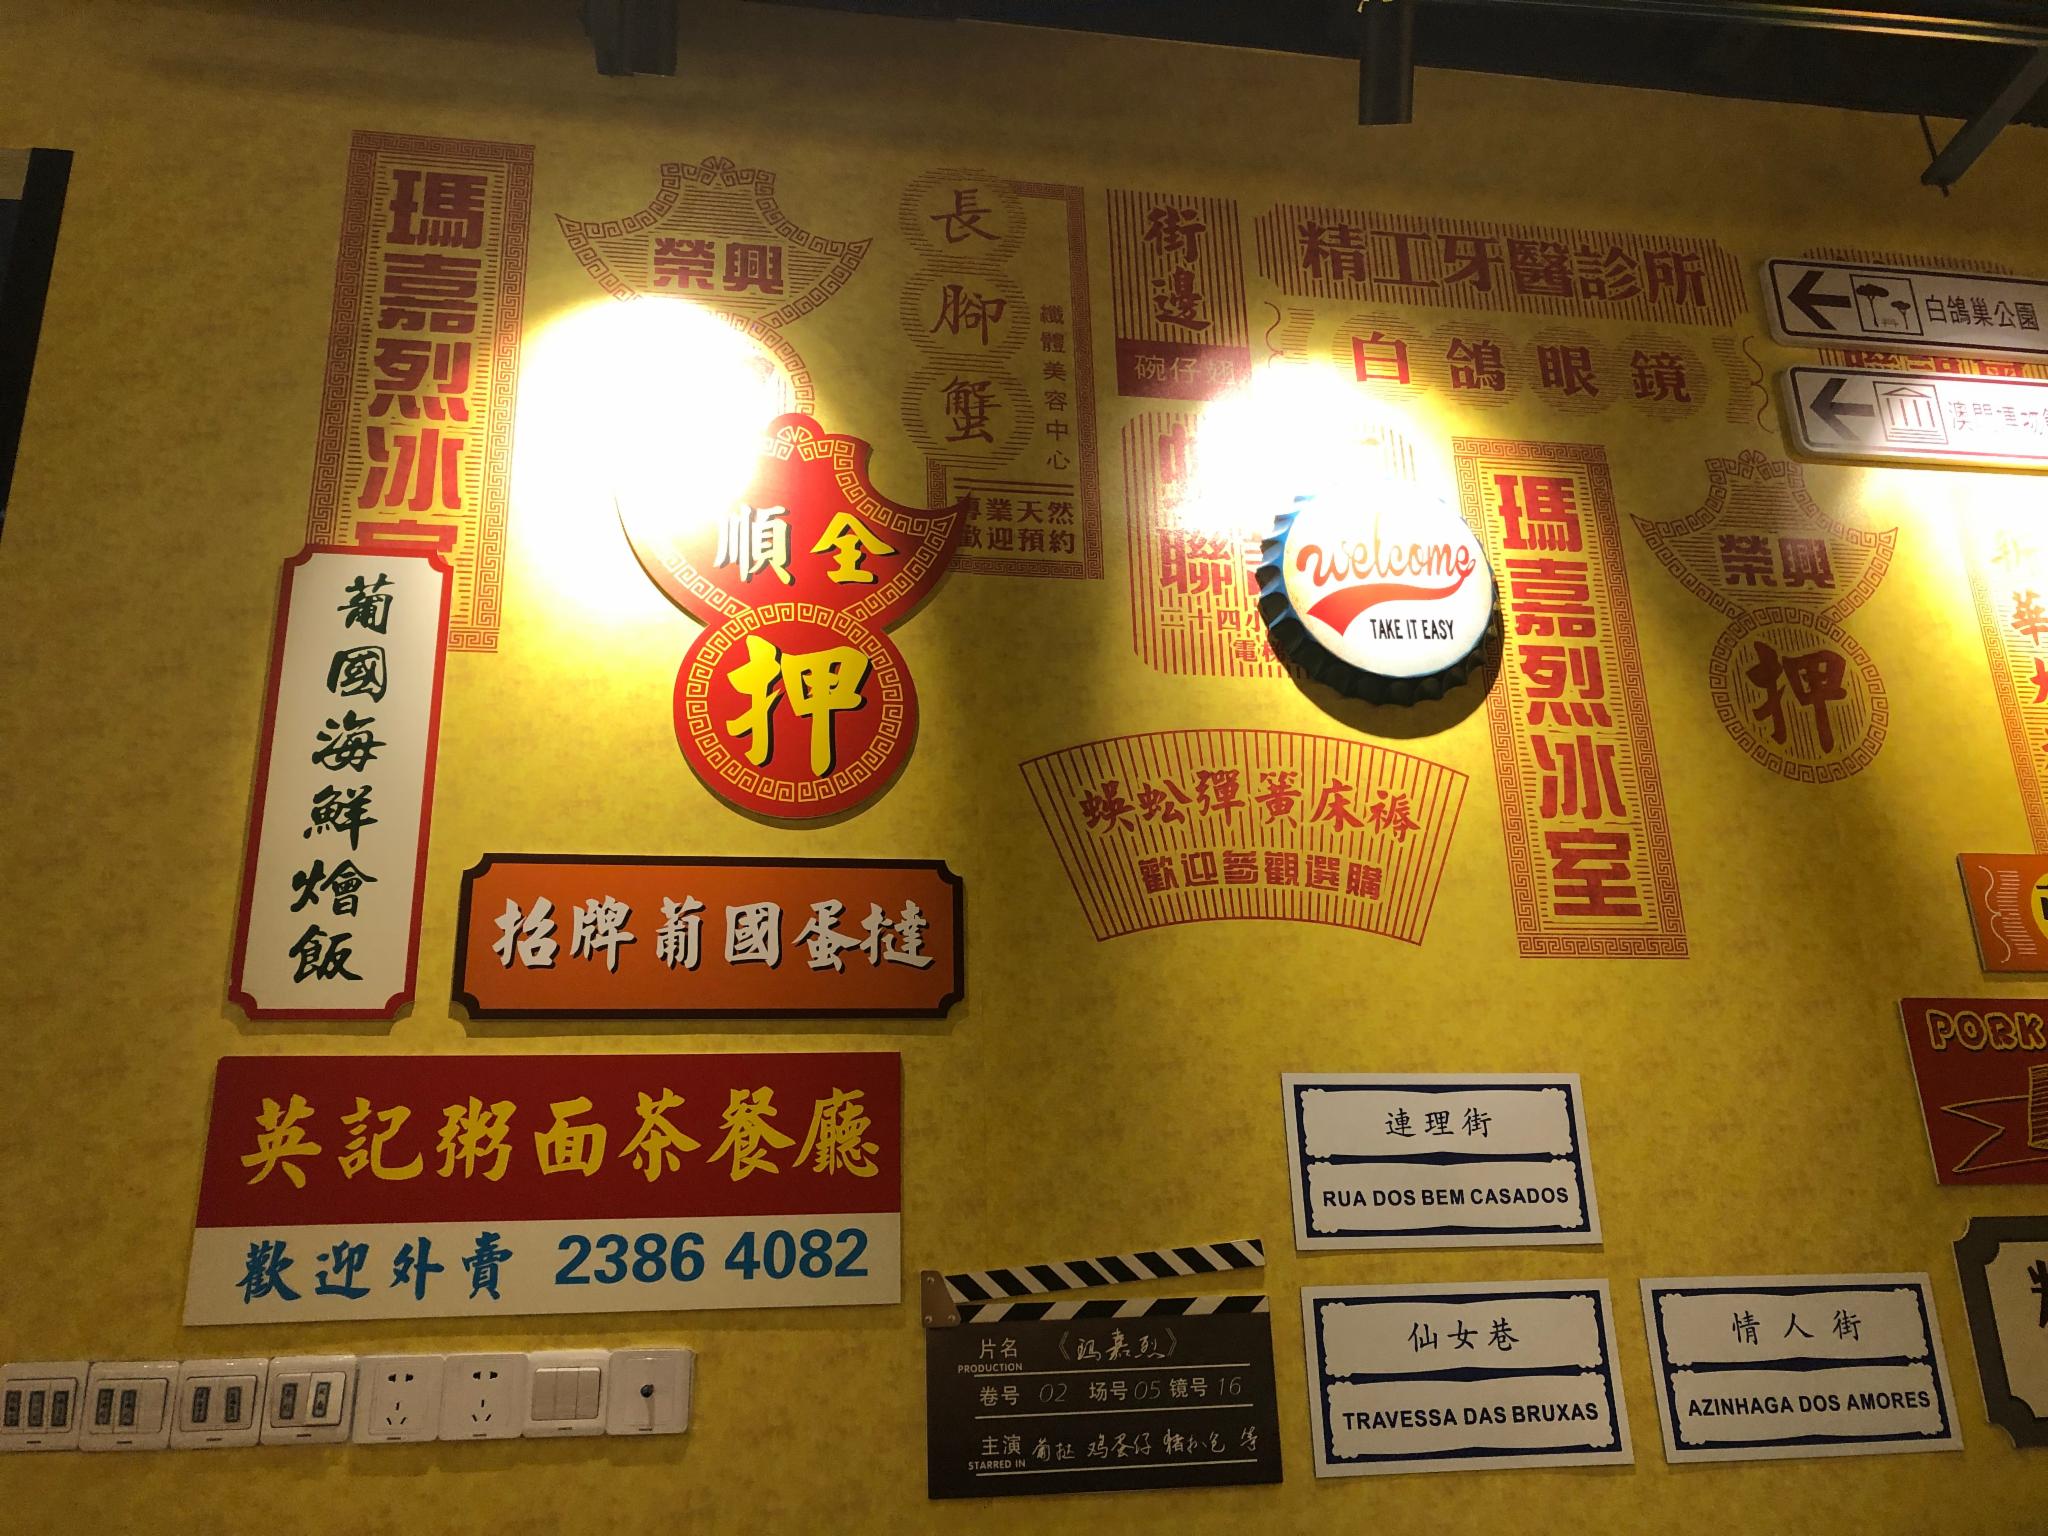 瑪嘉烈冰室
榮興
長腳蟹
纖體美容中心
專業天然
歡迎預約
街邊
碗仔翅
精工牙醫診所
白鴿眼鏡
白鴿巢公園
順全
押
二十四小
welcome
TAKE IT EASY
瑪嘉烈冰室
榮興
押
葡國海鮮燴飯
招牌葡國蛋撻
蜈蚣彈簧床褥
歡迎參觀選購
PORK
英記粥面茶餐廳
歡迎外賣 2386 4082
連理街
RUA DOS BEM CASADOS
仙女巷
TRAVESSA DAS BRUXAS
情人街
AZINHAGA DOS AMORES
片名 《玛嘉烈》
PRODUCTION
卷号 02 场号 05 镜号 16
主演 葡挞 鸡蛋仔 猪扒包 等
STARRED IN